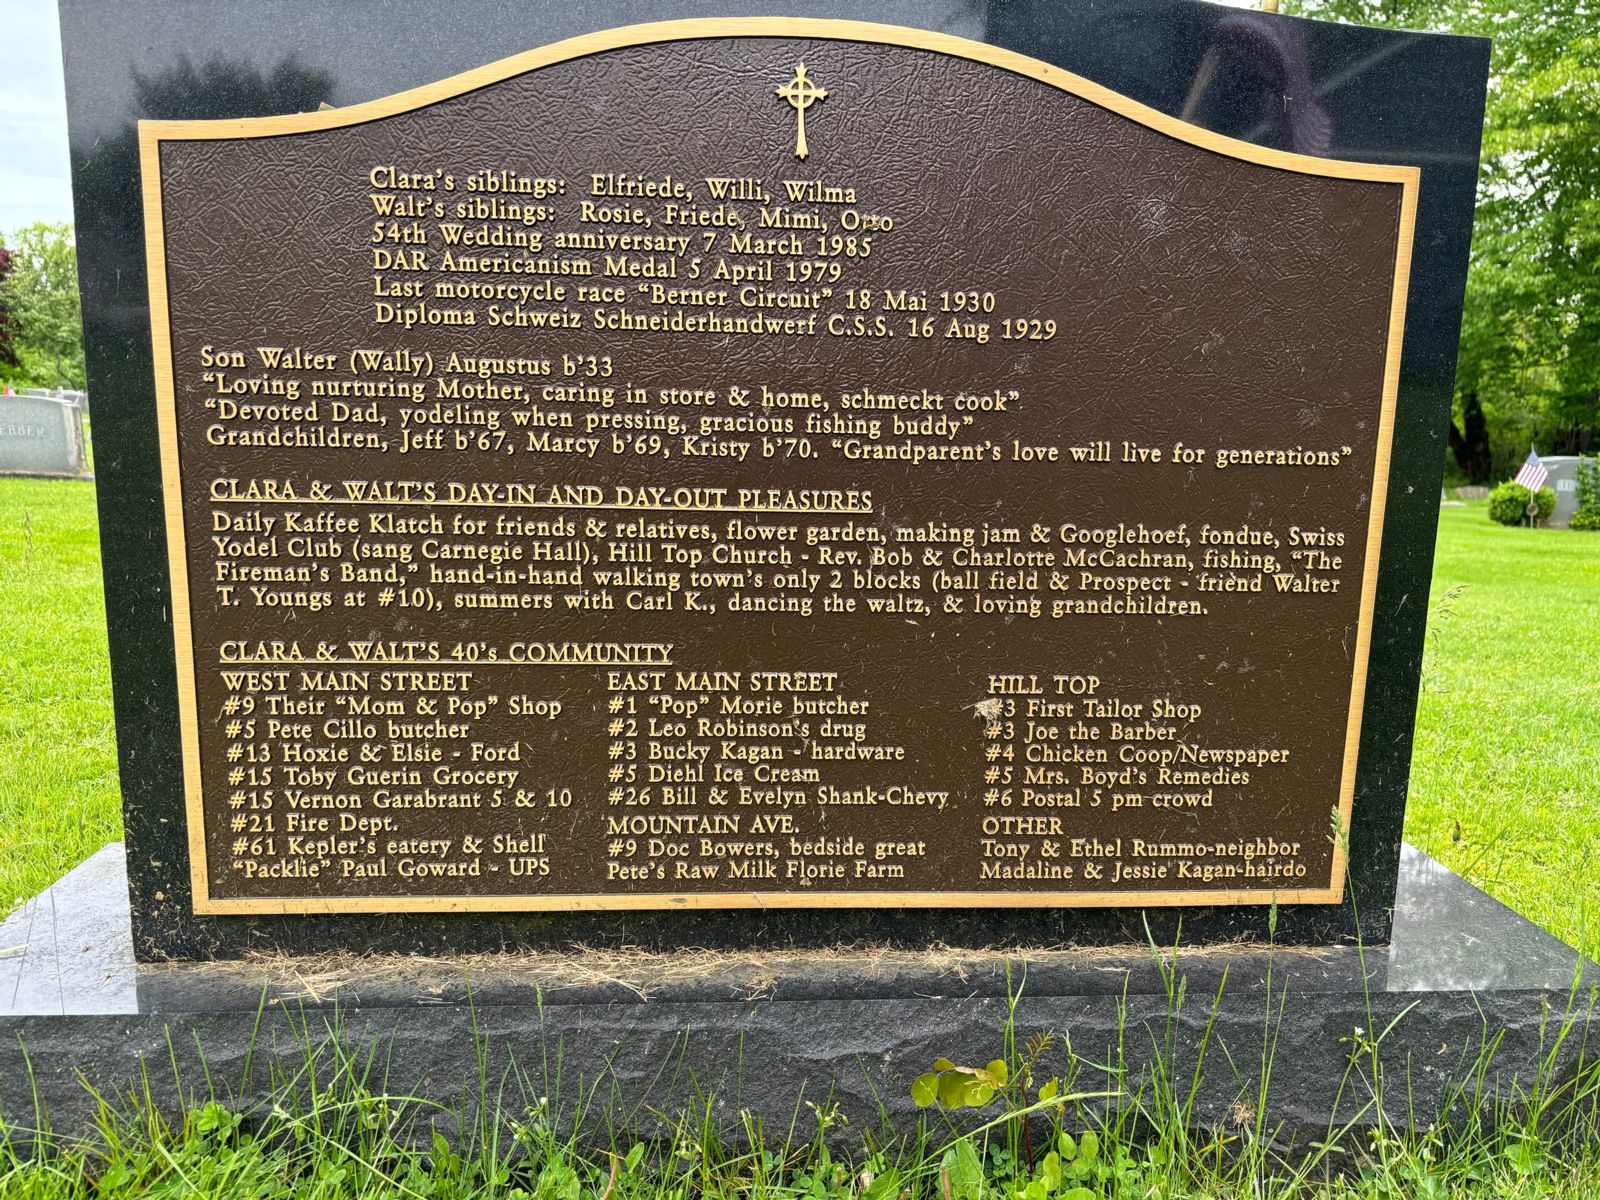 Clara's siblings: Elfriede, Willi, Wilma
Walt's siblings: Rosie, Friede, Mimi, Otto
54th Wedding anniversary 7 March 1985
DAR Americanism Medal 5 April 1979
Last motorcycle race “Berner Circuit” 18 Mai 1930
Diploma Schweiz Schneiderhandwerf C.S.S. 16 Aug 1929
Son Walter (Wally) Augustus b'33
“Loving nurturing Mother, caring in store & home, schmeckt cook”
“Devoted Dad, yodeling when pressing, gracious fishing buddy”
Grandchildren, Jeff b'67, Marcy b'69, Kristy b'70. “Grandparent's love will live for generations”
CLARA & WALT'S DAY-IN AND DAY-OUT PLEASURES
Daily Kaffee Klatch for friends & relatives, flower garden, making jam & Googlehoef, fondue, Swiss
Yodel Club (sang Carnegie Hall), Hill Top Church - Rev. Bob & Charlotte McCachran, fishing, “The
Fireman's Band,” hand-in-hand walking town's only 2 blocks (ball field & Prospect - friend Walter
T. Youngs at #10), summers with Carl K., dancing the waltz, & loving grandchildren.
CLARA & WALT'S 40's COMMUNITY
WEST MAIN STREET
#9 Their “Mom & Pop” Shop
#5 Pete Cillo butcher
#13 Hoxie & Elsie - Ford
#15 Toby Guerin Grocery
#15 Vernon Garabrant 5 & 10
#21 Fire Dept.
#61 Kepler's eatery & Shell
“Packlie” Paul Goward - UPS
EAST MAIN STREET
#1 “Pop” Morie butcher
#2 Leo Robinson's drug
#3 Bucky Kagan - hardware
#5 Diehl Ice Cream
#26 Bill & Evelyn Shank-Chevy
MOUNTAIN AVE.
#9 Doc Bowers, bedside great
Pete's Raw Milk Florie Farm
HILL TOP
#3 First Tailor Shop
#3 Joe the Barber
#4 Chicken Coop/Newspaper
#5 Mrs. Boyd's Remedies
#6 Postal 5 pm crowd
OTHER
Tony & Ethel Rummo-neighbor
Madaline & Jessie Kagan-hairdo